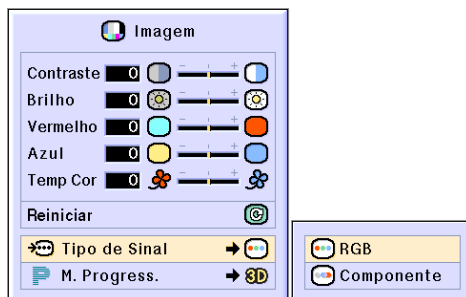 Imagem
Contraste 0 - +
Brilho 0 - +
Vermelho 0 - +
Azul 0 - +
Temp Cor 0 - +
Reiniciar
Tipo de Sinal
P M. Progress. 3D
RGB
Componente